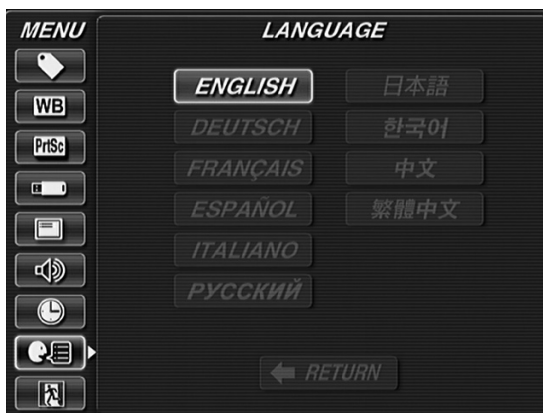 MENU
LANGUAGE
WB
PrtSc
ENGLISH
DEUTSCH
FRANÇAIS
ESPAÑOL
ITALIANO
РУССКИЙ
日本語
한국어
中文
繁體中文
RETURN